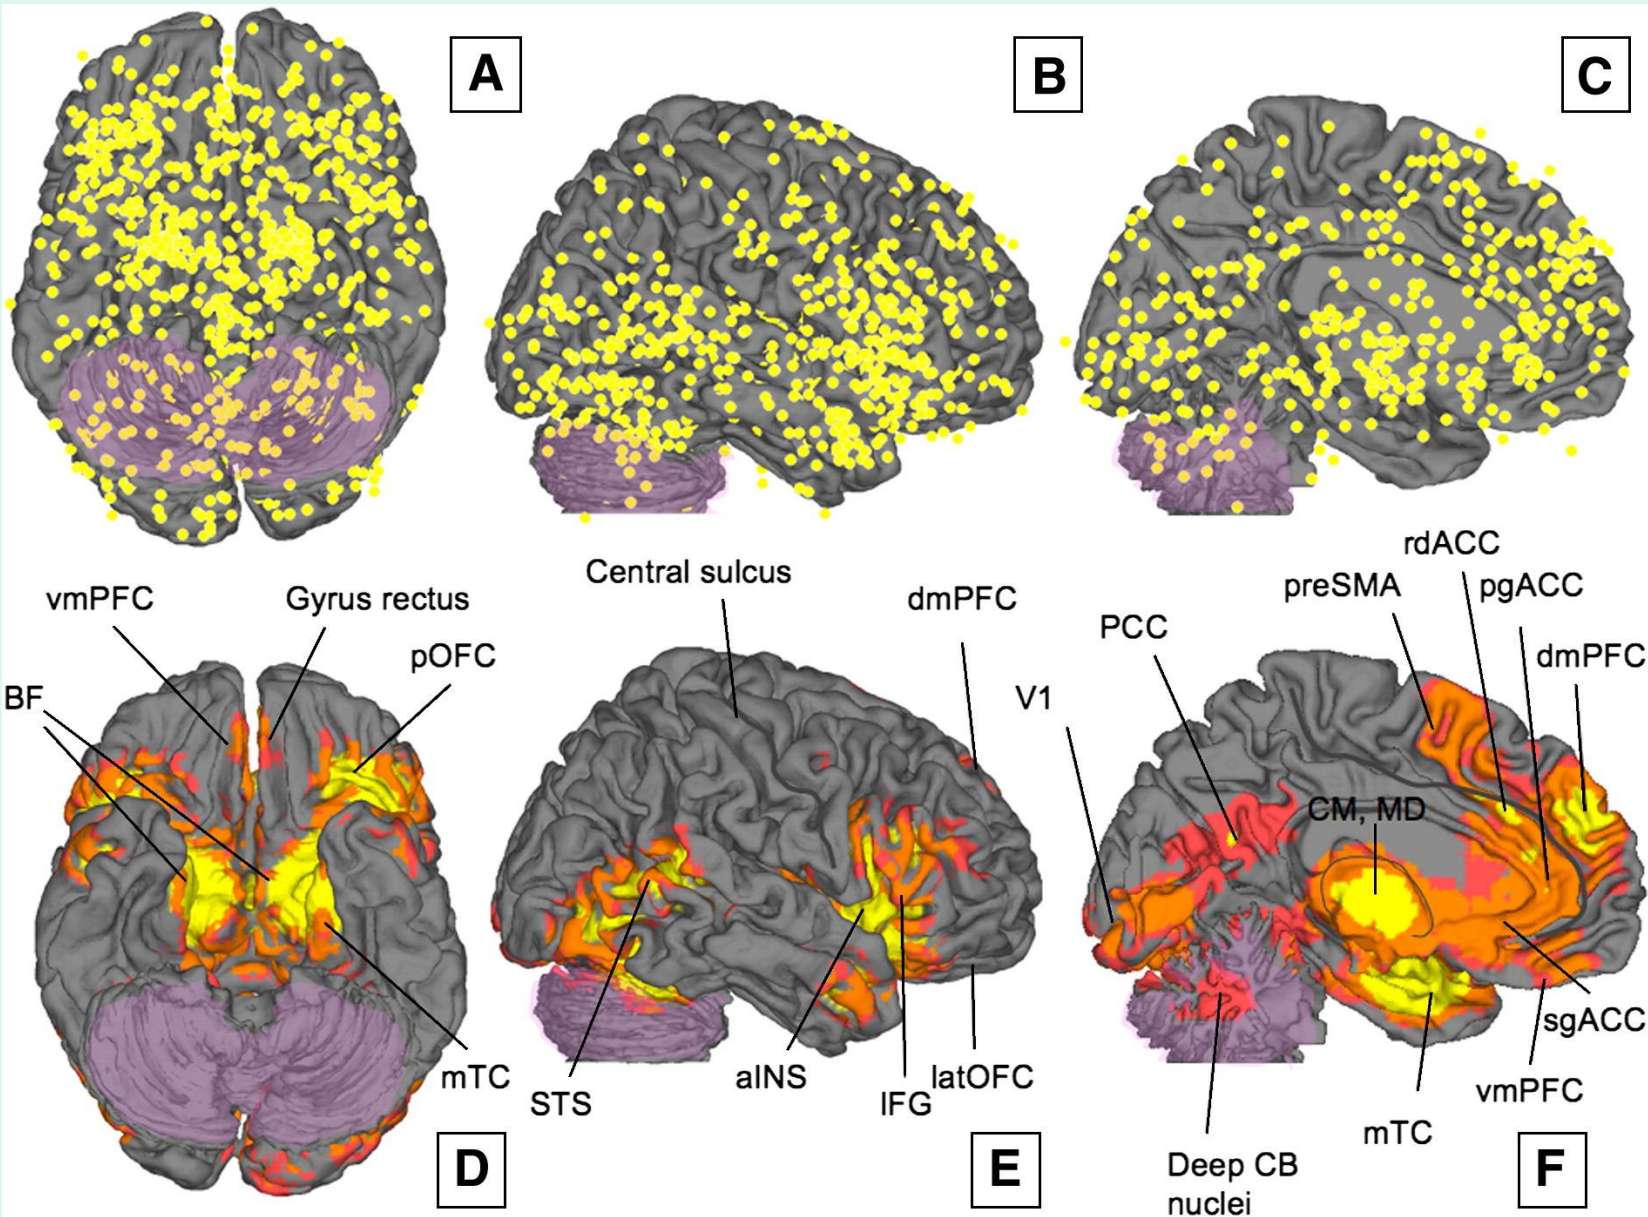 A
B
C
vmPFC
Gyrus rectus
pOFC
BF
mTC
D
Central sulcus
dmPFC
STS
aINS
IFG
latOFC
E
rdACC
preSMA
pgACC
PCC
dmPFC
V1
CM, MD
sgACC
vmPFC
mTC
Deep CB
nuclei
F